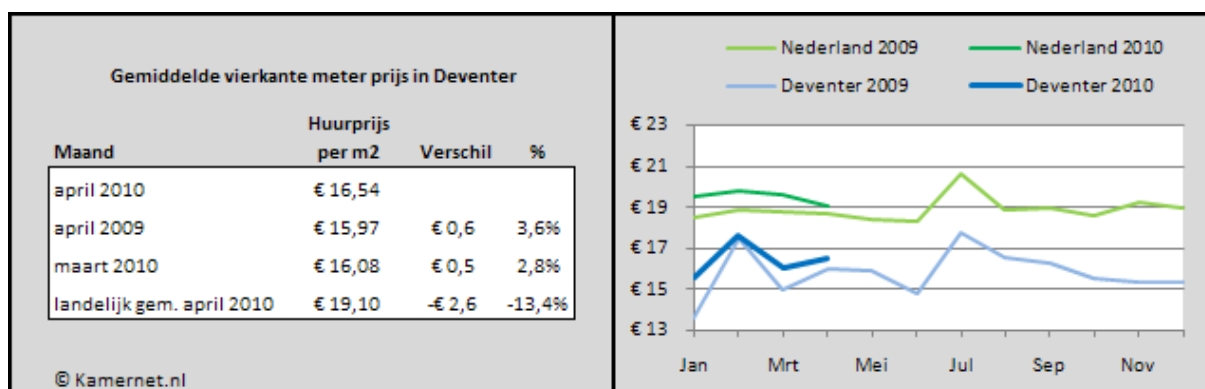 Gemiddelde vierkante meter prijs in Deventer
Huurprijs
Maand per m2 Verschil %
april 2010 € 16,54
april 2009 € 15,97 € 0,6 3,6%
maart 2010 € 16,08 € 0,5 2,8%
landelijk gem. april 2010 € 19,10 -€ 2,6 -13,4%
© Kamernet.nl
Nederland 2009 Nederland 2010
Deventer 2009 Deventer 2010
€ 23
€ 21
€ 19
€ 17
€ 15
€ 13
Jan Mrt Mei Jul Sep Nov